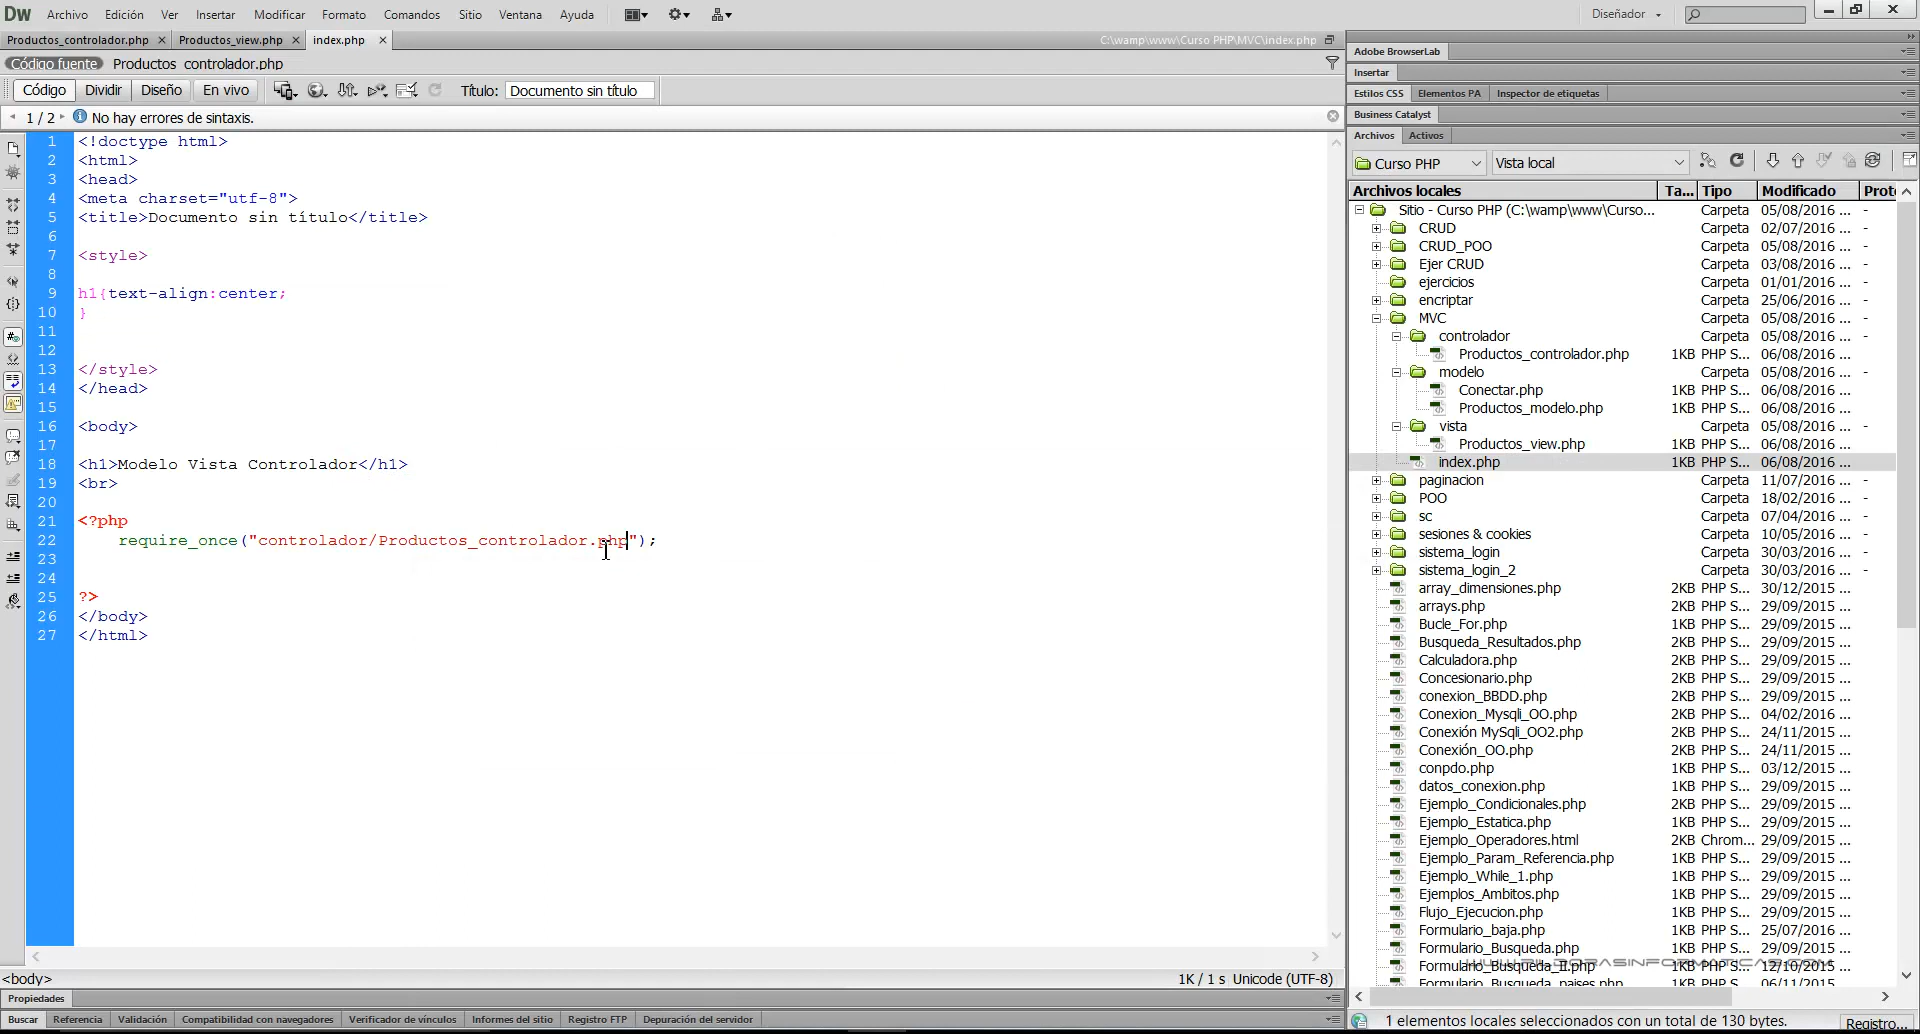 Dw Archivo Edición Ver Insertar Modificar Formato Comandos Sitio Ventana Ayuda Diseñador
Productos_controlador.php Productos_view.php index.php C:\wamp\www\Curso PHP\MVC\index.php
Código fuente Productos_controlador.php
Código Dividir Diseño En vivo Título: Documento sin título
1 / 2 No hay errores de sintaxis.
1 <!doctype html>
2 <html>
3 <head>
4 <meta charset="utf-8">
5 <title>Documento sin título</title>
6
7 <style>
8
9 h1{text-align:center;
10 }
11
12
13 </style>
14 </head>
15
16 <body>
17
18 <h1>Modelo Vista Controlador</h1>
19 <br>
20
21 <?php
22 require_once("controlador/Productos_controlador.php");
23
24
25 ?>
26 </body>
27 </html>
<body> 1K / 1 s Unicode (UTF-8)
Propiedades
Buscar Referencia Validación Compatibilidad con navegadores Verificador de vínculos Informes del sitio Registro FTP Depuración del servidor
Adobe BrowserLab
Insertar
Estilos CSS Elementos PA Inspector de etiquetas
Business Catalyst
Archivos Activos
Curso PHP Vista local
Archivos locales Ta... Tipo Modificado Prote
Sitio - Curso PHP (C:\wamp\www\Curso... Carpeta 05/08/2016 ... -
CRUD Carpeta 02/07/2016 ... -
CRUD_POO Carpeta 05/08/2016 ... -
Ejer CRUD Carpeta 03/08/2016 ... -
ejercicios Carpeta 01/01/2016 ... -
encriptar Carpeta 25/06/2016 ... -
MVC Carpeta 05/08/2016 ... -
controlador Carpeta 05/08/2016 ... -
Productos_controlador.php 1KB PHP S... 06/08/2016 ...
modelo Carpeta 05/08/2016 ... -
Conectar.php 1KB PHP S... 06/08/2016 ...
Productos_modelo.php 1KB PHP S... 06/08/2016 ...
vista Carpeta 05/08/2016 ... -
Productos_view.php 1KB PHP S... 06/08/2016 ...
index.php 1KB PHP S... 06/08/2016 ...
paginacion Carpeta 11/07/2016 ... -
POO Carpeta 18/02/2016 ... -
sc Carpeta 07/04/2016 ... -
sesiones & cookies Carpeta 10/05/2016 ... -
sistema_login Carpeta 30/03/2016 ... -
sistema_login_2 Carpeta 30/03/2016 ... -
array_dimensiones.php 2KB PHP S... 30/12/2015 ...
arrays.php 2KB PHP S... 29/09/2015 ...
Bucle_For.php 1KB PHP S... 29/09/2015 ...
Busqueda_Resultados.php 2KB PHP S... 29/09/2015 ...
Calculadora.php 2KB PHP S... 29/09/2015 ...
Concesionario.php 2KB PHP S... 29/09/2015 ...
conexion_BBDD.php 2KB PHP S... 29/09/2015 ...
Conexion_Mysqli_OO.php 2KB PHP S... 04/02/2016 ...
Conexión MySqli_OO2.php 2KB PHP S... 24/11/2015 ...
Conexión_OO.php 2KB PHP S... 24/11/2015 ...
conpdo.php 1KB PHP S... 03/12/2015 ...
datos_conexion.php 1KB PHP S... 29/09/2015 ...
Ejemplo_Condicionales.php 2KB PHP S... 29/09/2015 ...
Ejemplo_Estatica.php 1KB PHP S... 29/09/2015 ...
Ejemplo_Operadores.html 2KB Chrom... 29/09/2015 ...
Ejemplo_Param_Referencia.php 1KB PHP S... 29/09/2015 ...
Ejemplo_While_1.php 1KB PHP S... 29/09/2015 ...
Ejemplos_Ambitos.php 1KB PHP S... 29/09/2015 ...
Flujo_Ejecucion.php 1KB PHP S... 29/09/2015 ...
Formulario_baja.php 1KB PHP S... 25/07/2016 ...
Formulario_Busqueda.php 1KB PHP S... 29/09/2015 ...
Formulario_Busqueda_II.php 1KB PHP S... 12/10/2015 ...
Formulario_Busqueda_paises.php 1KB PHP S... 06/11/2015 ...
WWW.PILDORASINFORMATICAS.COM
1 elementos locales seleccionados con un total de 130 bytes. Registro...